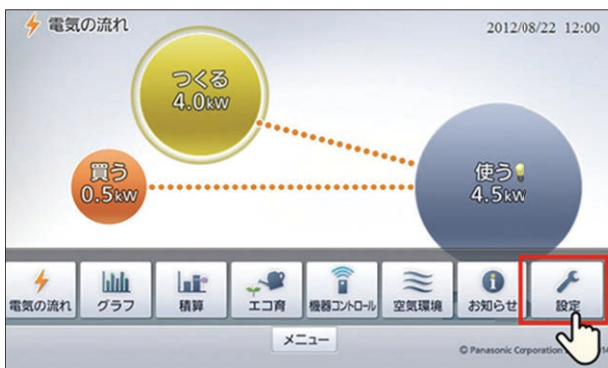 電気の流れ
2012/08/22 12:00
つくる
4.0kW
買う
0.5kW
使う
4.5kW
電気の流れ
グラフ
積算
エコ育
機器コントロール
空気環境
お知らせ
設定
メニュー
© Panasonic Corporation